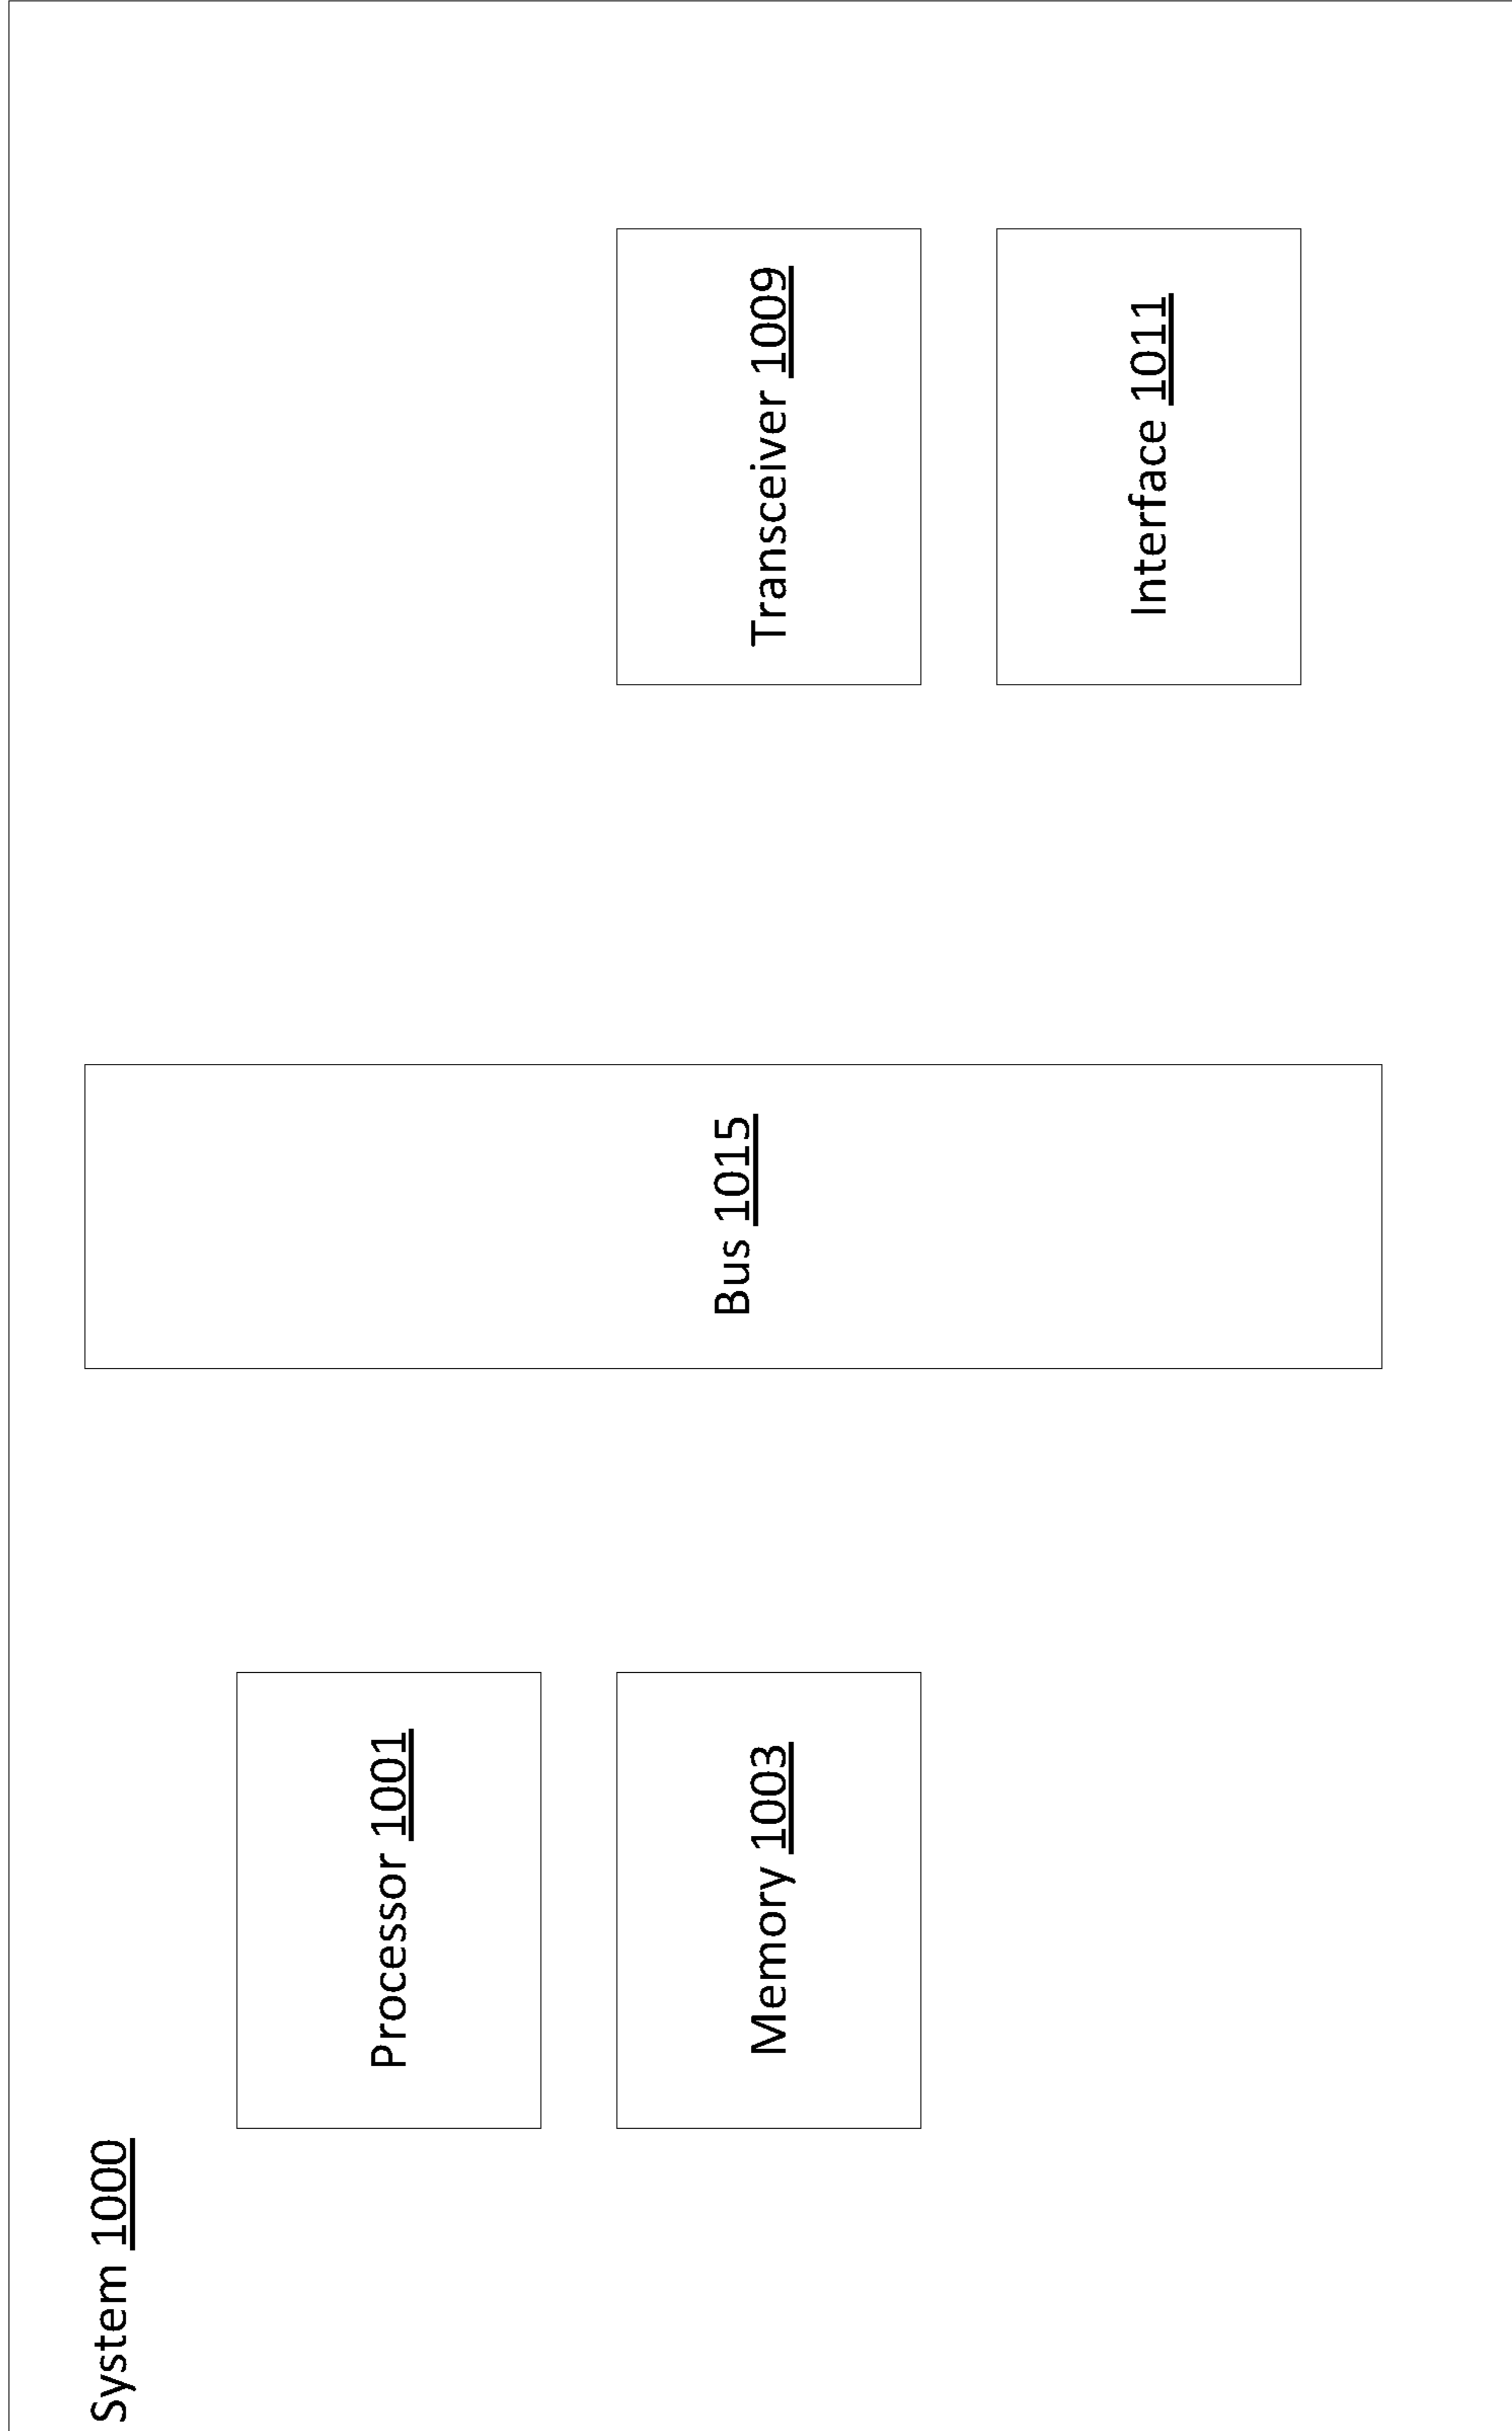 System 1000
Processor 1001
Memory 1003
Bus 1015
Transceiver 1009
Interface 1011